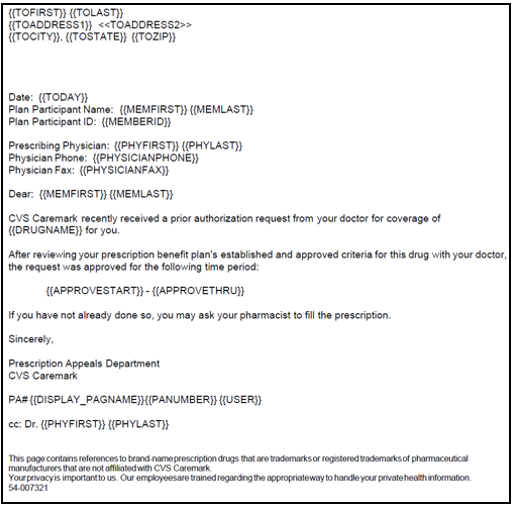 {{TOFIRST}} {{TOLAST}}
{{TOADDRESS1}} <<TOADDRESS2>>
{{TOCITY}}, {{TOSTATE}} {{TOZIP}}
Date: {{TODAY}}
Plan Participant Name: {{MEMFIRST}} {{MEMLAST}}
Plan Participant ID: {{MEMBERID}}
Prescribing Physician: {{PHYFIRST}} {{PHYLAST}}
Physician Phone: {{PHYSICIANPHONE}}
Physician Fax: {{PHYSICIANFAX}}
Dear: {{MEMFIRST}} {{MEMLAST}}
CVS Caremark recently received a prior authorization request from your doctor for coverage of
{{DRUGNAME}} for you.
After reviewing your prescription benefit plan's established and approved criteria for this drug with your doctor,
the request was approved for the following time period:
{{APPROVESTART}} - {{APPROVETHRU}}
If you have not already done so, you may ask your pharmacist to fill the prescription.
Sincerely,
Prescription Appeals Department
CVS Caremark
PA# {{DISPLAY_PAGNAME}}{{PANUMBER}} {{USER}}
cc: Dr. {{PHYFIRST}} {{PHYLAST}}
This page contains references to brand-name prescription drugs that are trademarks or registered trademarks of pharmaceutical
manufacturers that are not affiliated with CVS Caremark.
Your privacy is important to us. Our employees are trained regarding the appropriate way to handle your private health information.
54-007321